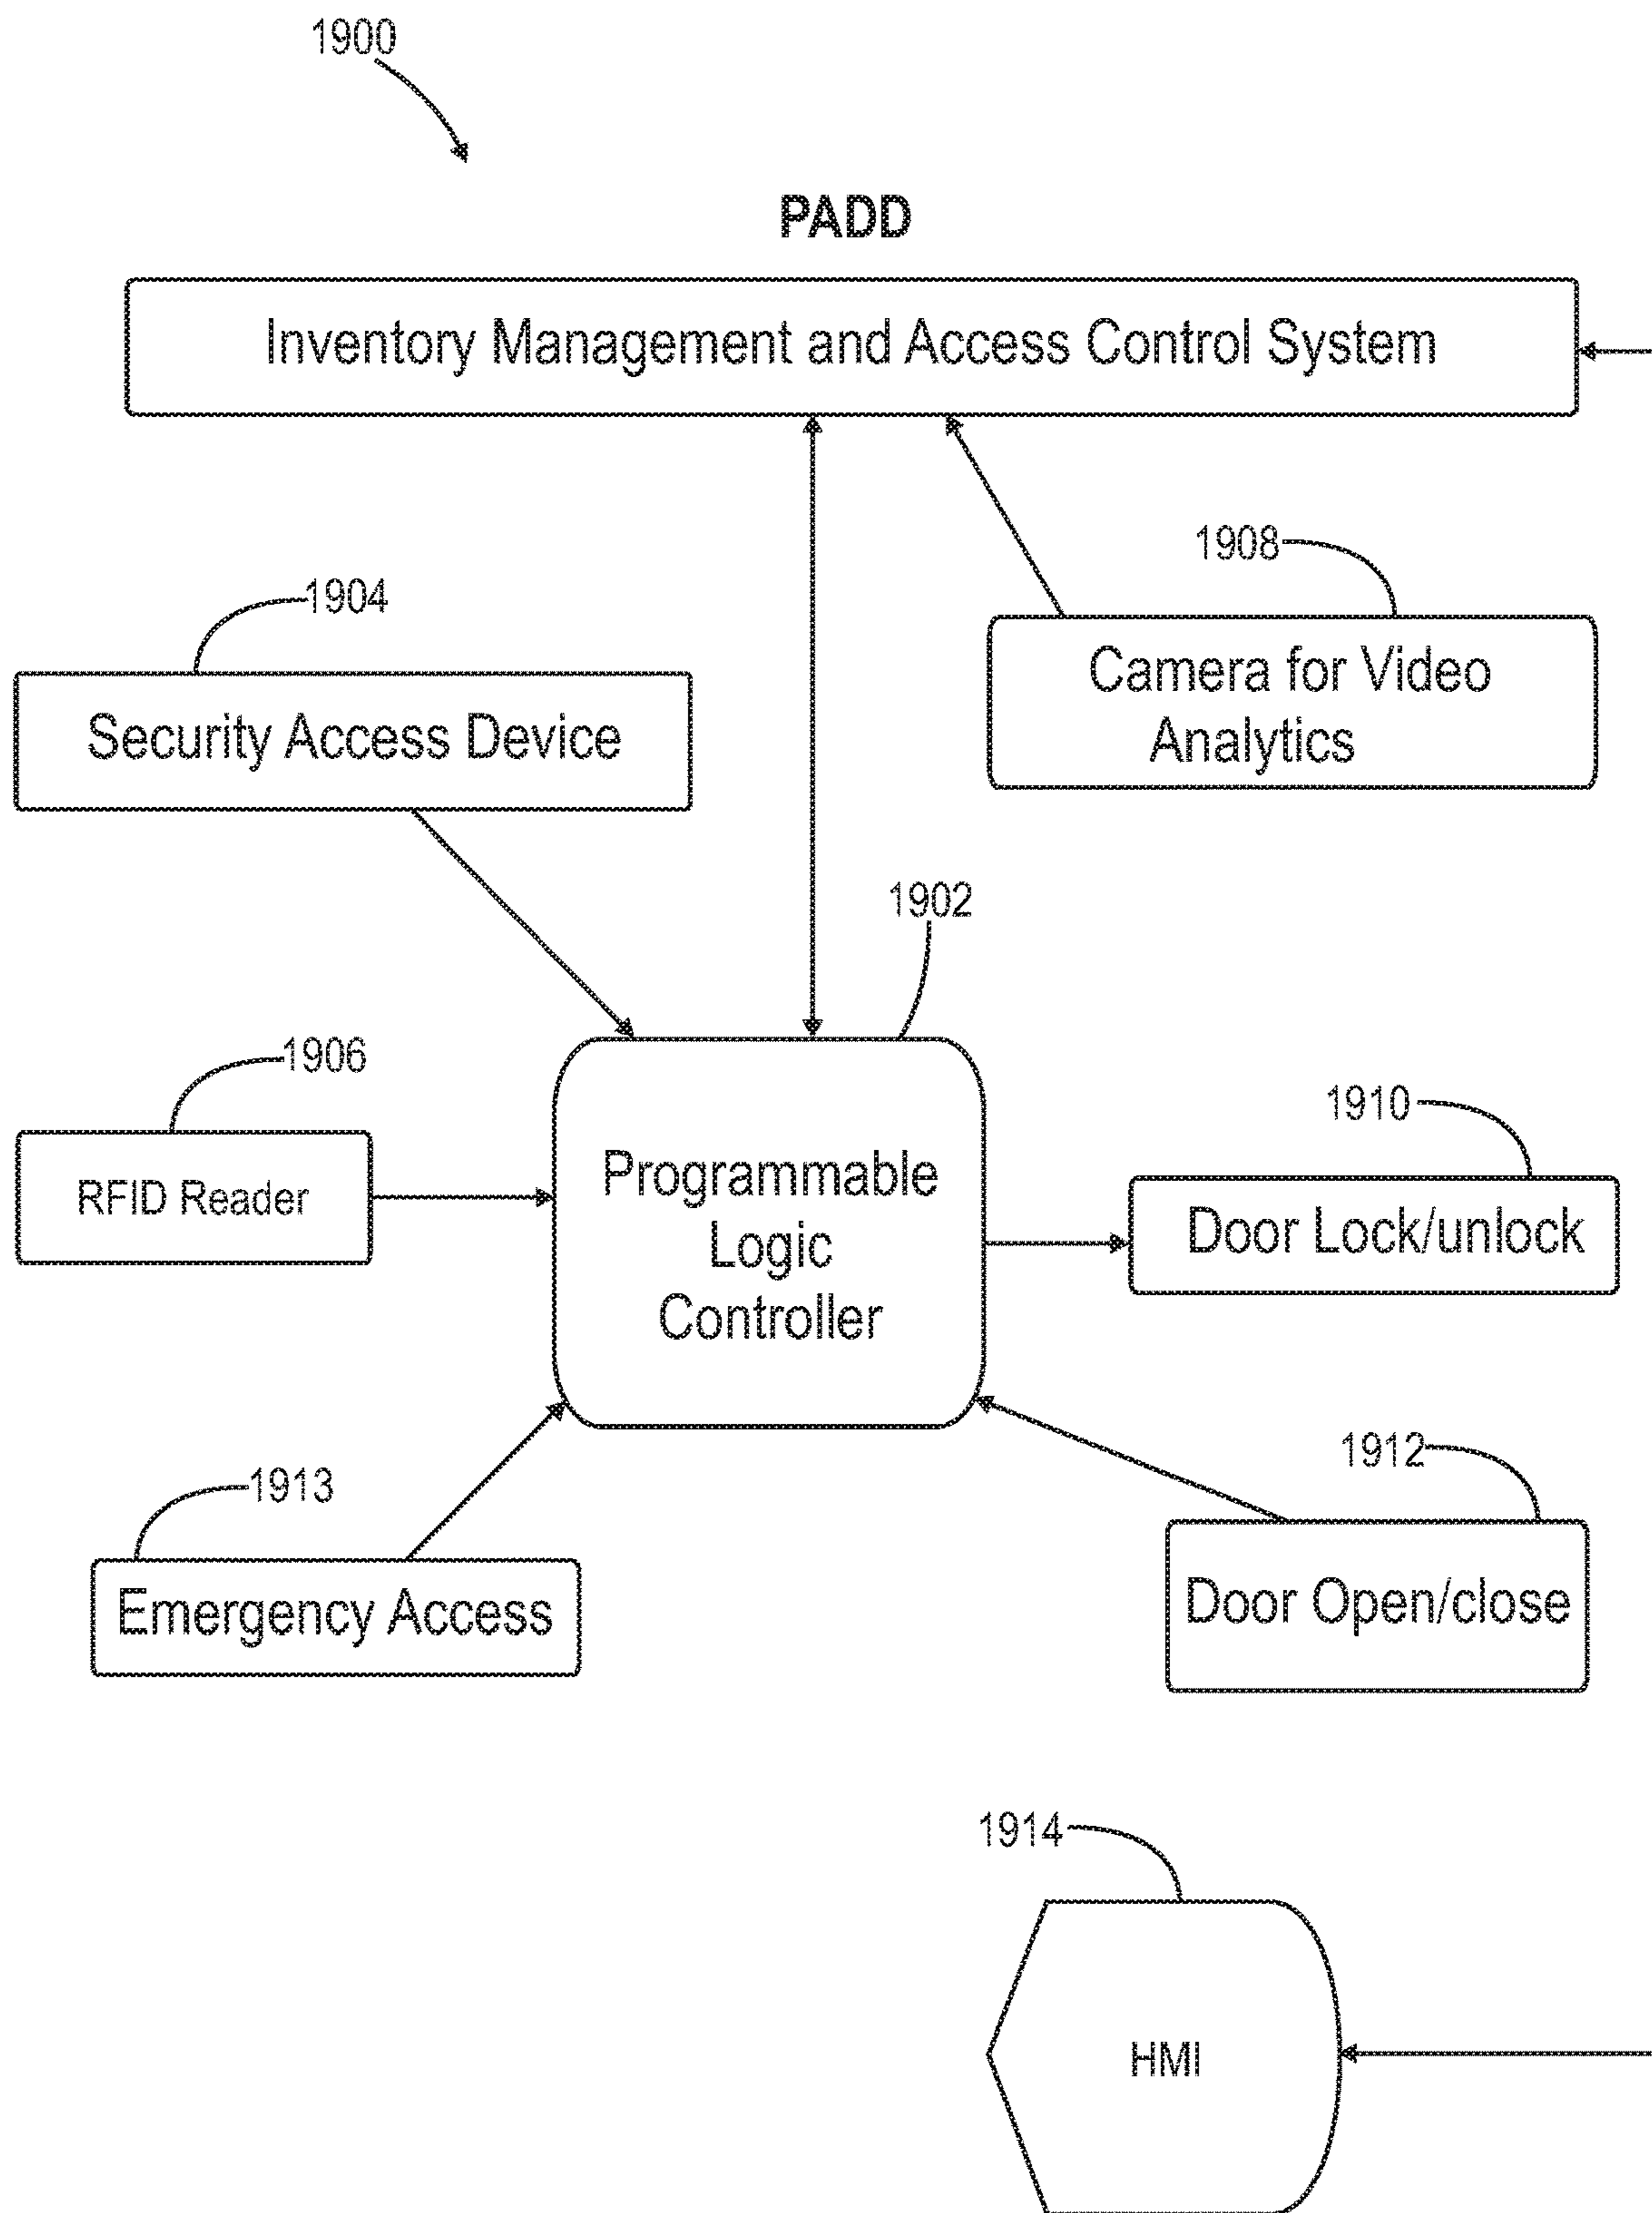 1900
PADD
Inventory Management and Access Control System
1908
1904
Camera for Video
Analytics
Security Access Device
1902
1906
1910
RFID Reader
Programmable
Logic
Controller
Door Lock/unlock
1912
1913
Door Open/close
Emergency Access
1914
HMI